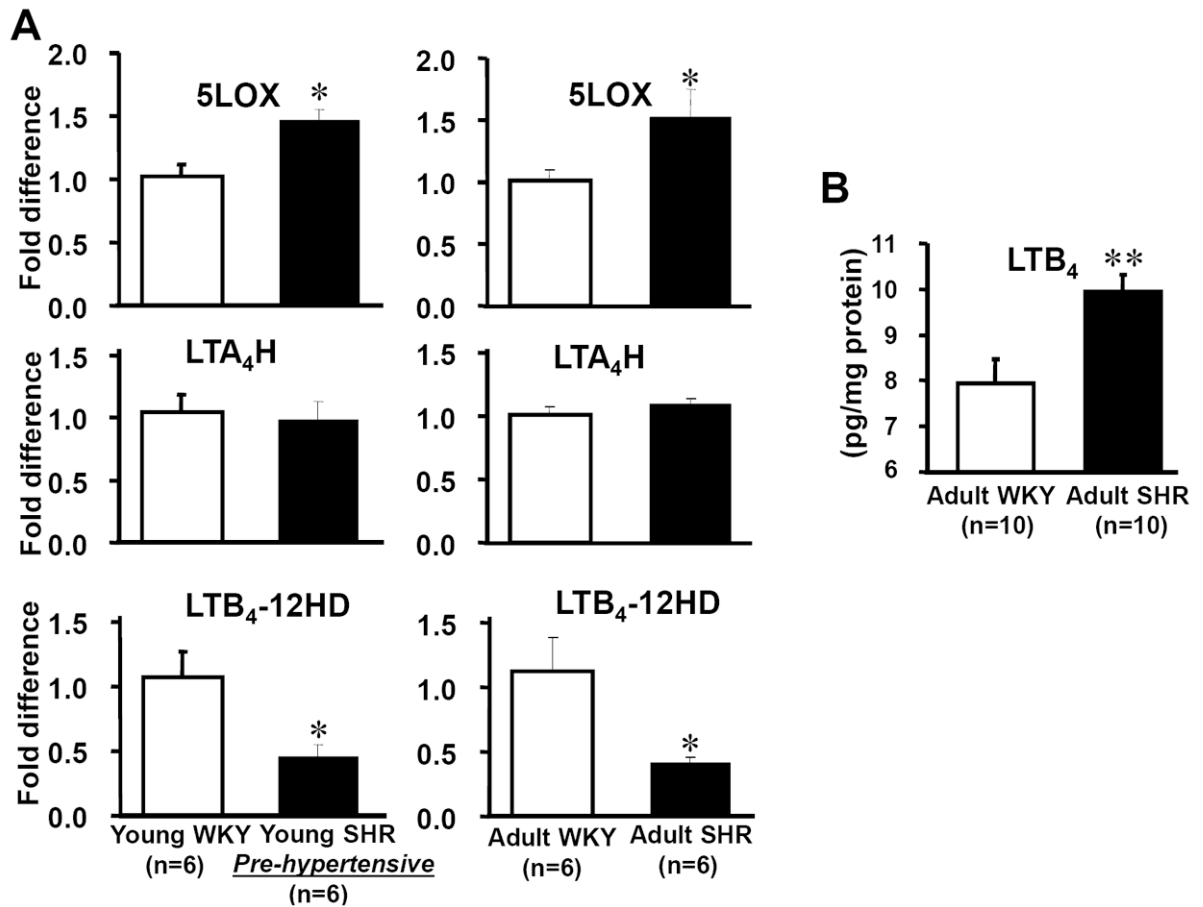 A
Fold difference
2.0
1.5
1.0
0.5
0.0
5LOX
*
2.0
1.5
1.0
0.5
0.0
5LOX
*
Fold difference
1.5
1.0
0.5
0.0
LTA₄H
1.5
1.0
0.5
0.0
LTA₄H
Fold difference
1.5
1.0
0.5
0.0
LTB₄-12HD
*
Young WKY
(n=6)
Young SHR
Pre-hypertensive
(n=6)
1.5
1.0
0.5
0.0
LTB₄-12HD
*
Adult WKY
(n=6)
Adult SHR
(n=6)
B
(pg/mg protein)
11
10
9
8
7
6
LTB₄
**
Adult WKY
(n=10)
Adult SHR
(n=10)